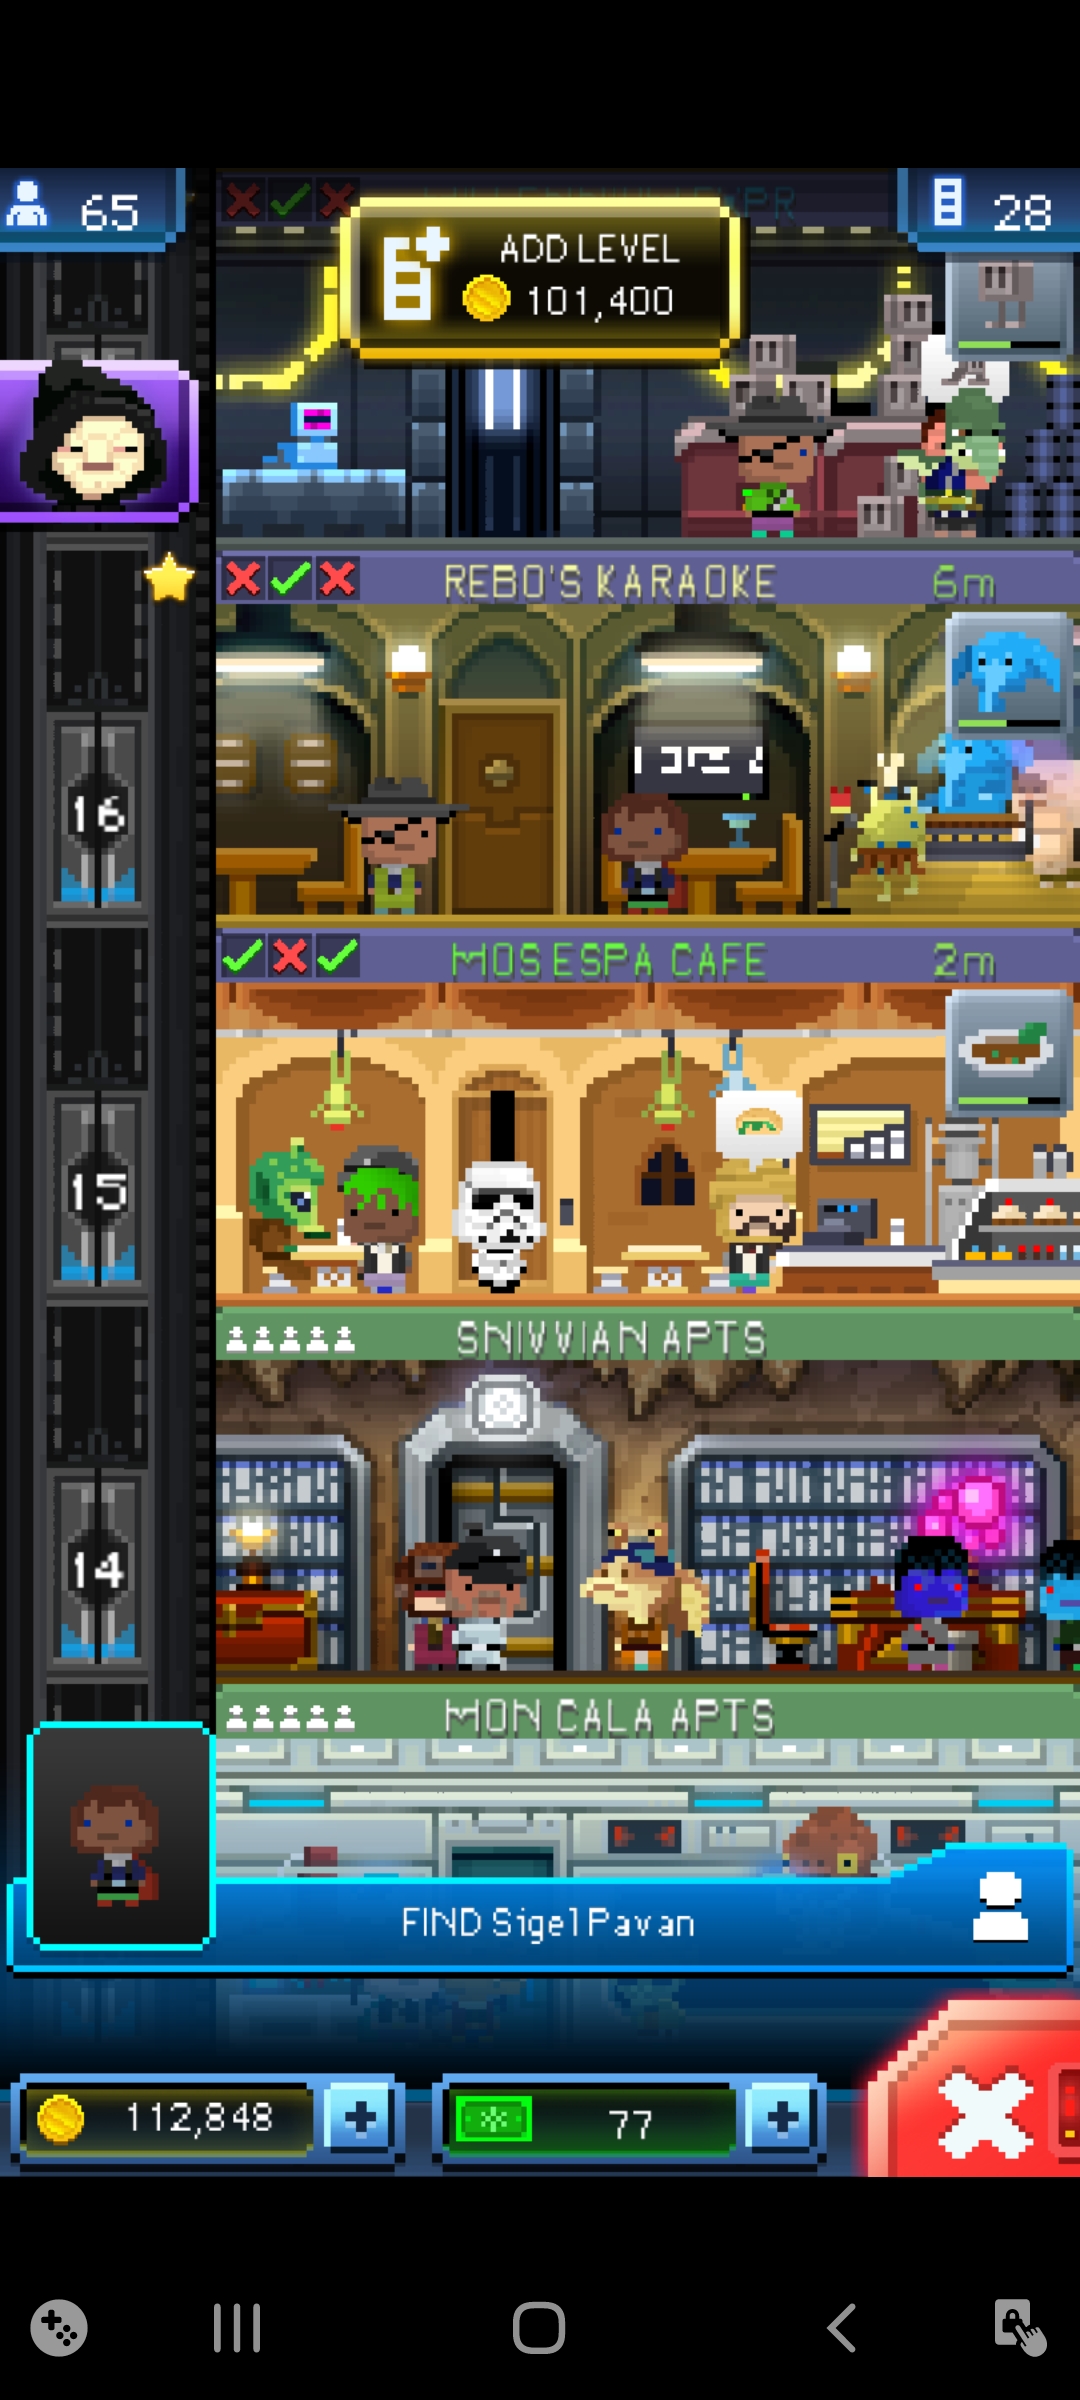 65
28
ADD LEVEL
101,400
REBO'S KARAOKE 6m
16
MOS ESPA CAFE 2m
15
SNIVVIAN APTS
14
MON CALA APTS
FIND Sigel Pavan
112,848
77